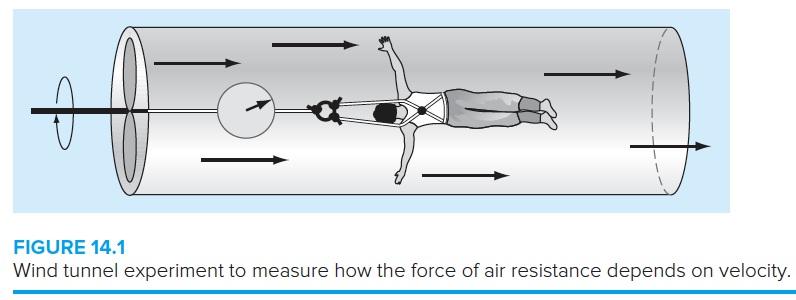 FIGURE 14.1
Wind tunnel experiment to measure how the force of air resistance depends on velocity.